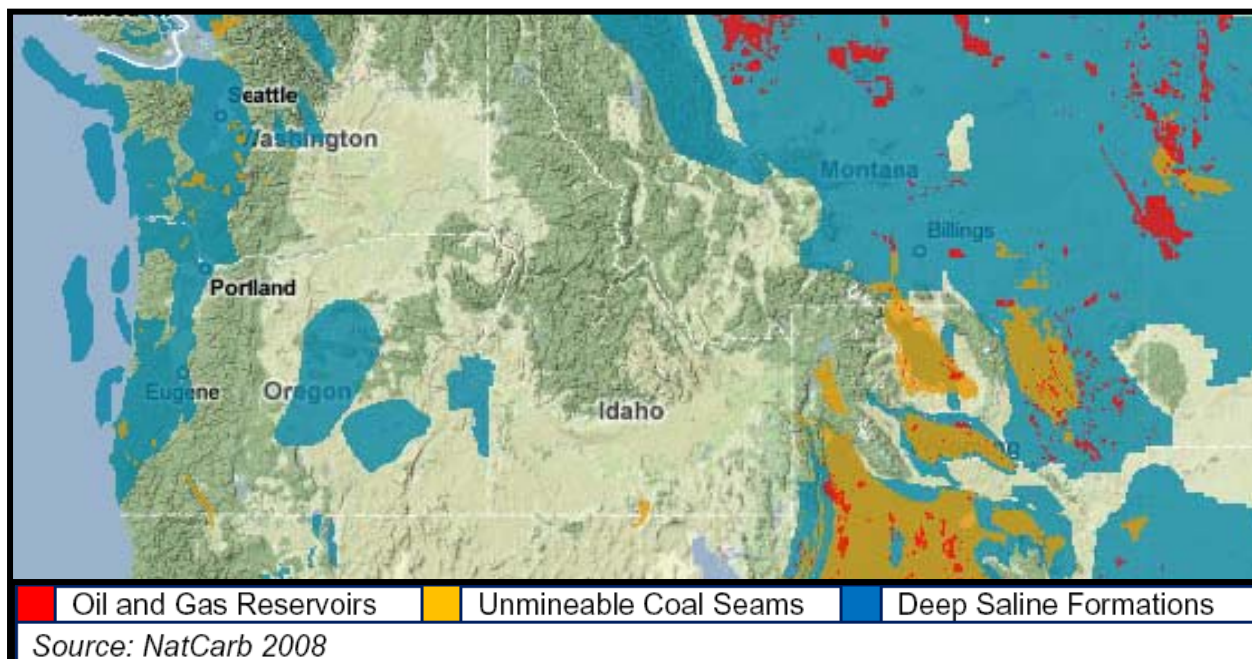 Seattle
Washington
Montana
Billings
Portland
Eugene
Oregon
Idaho
Oil and Gas Reservoirs
Unmineable Coal Seams
Deep Saline Formations
Source: NatCarb 2008